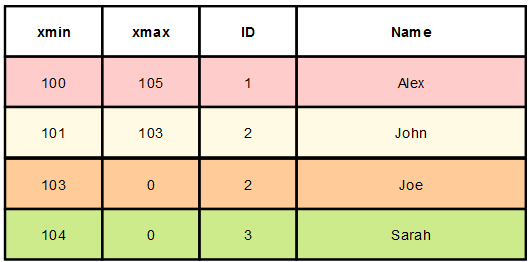 xmin xmax ID Name
100 105 1 Alex
101 103 2 John
103 0 2 Joe
104 0 3 Sarah